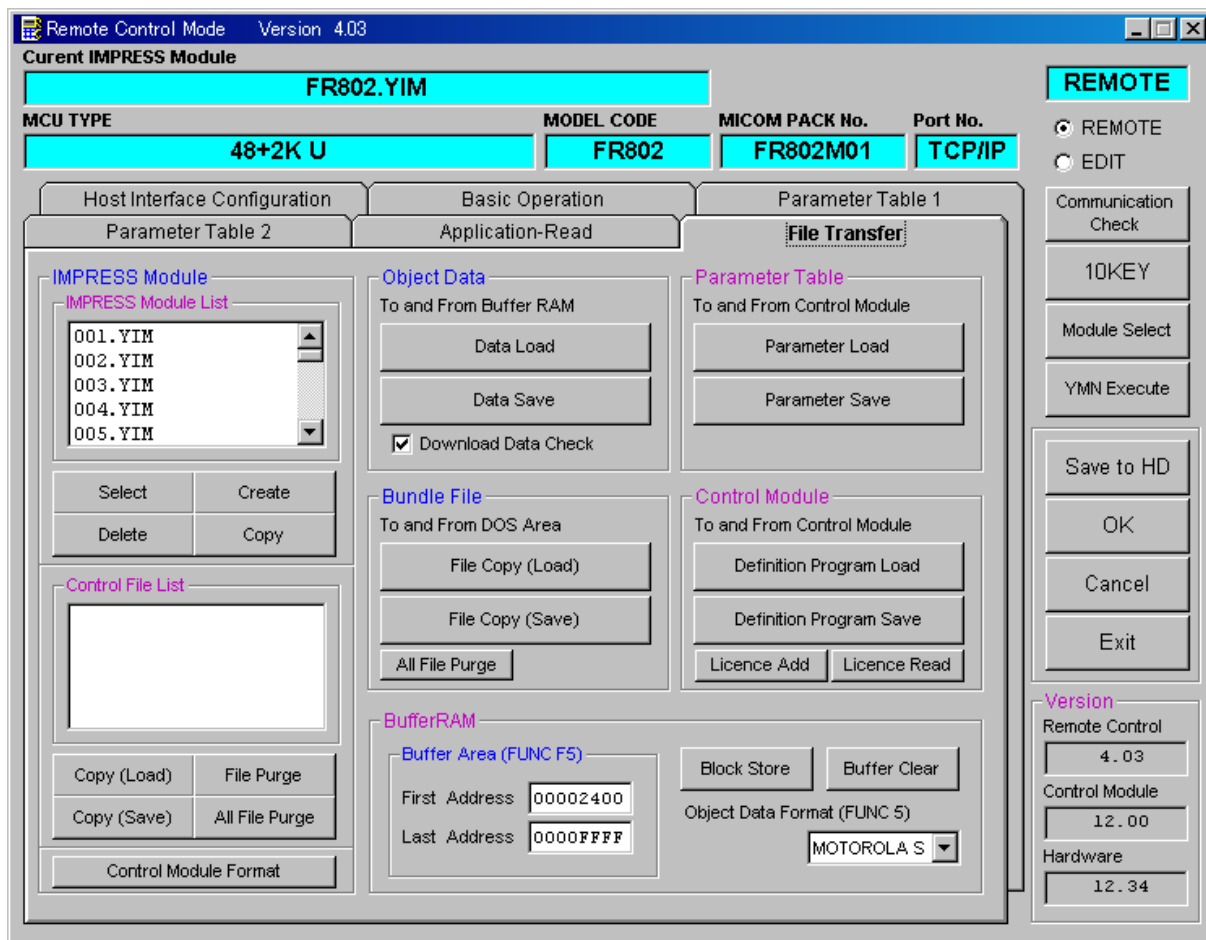 Remote Control Mode Version 4.03
Curent IMPRESS Module
FR802.YIM
MCU TYPE
MODEL CODE
MICOM PACK No.
Port No.
48+2K U
FR802
FR802M01
TCP/IP
REMOTE
REMOTE
EDIT
Host Interface Configuration
Basic Operation
Parameter Table 1
Parameter Table 2
Application-Read
File Transfer
IMPRESS Module
IMPRESS Module List
001.YIM
002.YIM
003.YIM
004.YIM
005.YIM
Select
Create
Delete
Copy
Control File List
Copy (Load)
File Purge
Copy (Save)
All File Purge
Control Module Format
Object Data
To and From Buffer RAM
Data Load
Data Save
Download Data Check
Parameter Table
To and From Control Module
Parameter Load
Parameter Save
Bundle File
To and From DOS Area
File Copy (Load)
File Copy (Save)
All File Purge
Control Module
To and From Control Module
Definition Program Load
Definition Program Save
Licence Add
Licence Read
BufferRAM
Buffer Area (FUNC F5)
First Address 00002400
Last Address 0000FFFF
Block Store
Buffer Clear
Object Data Format (FUNC 5)
MOTOROLA S
Communication
Check
10KEY
Module Select
YMN Execute
Save to HD
OK
Cancel
Exit
Version
Remote Control
4.03
Control Module
12.00
Hardware
12.34